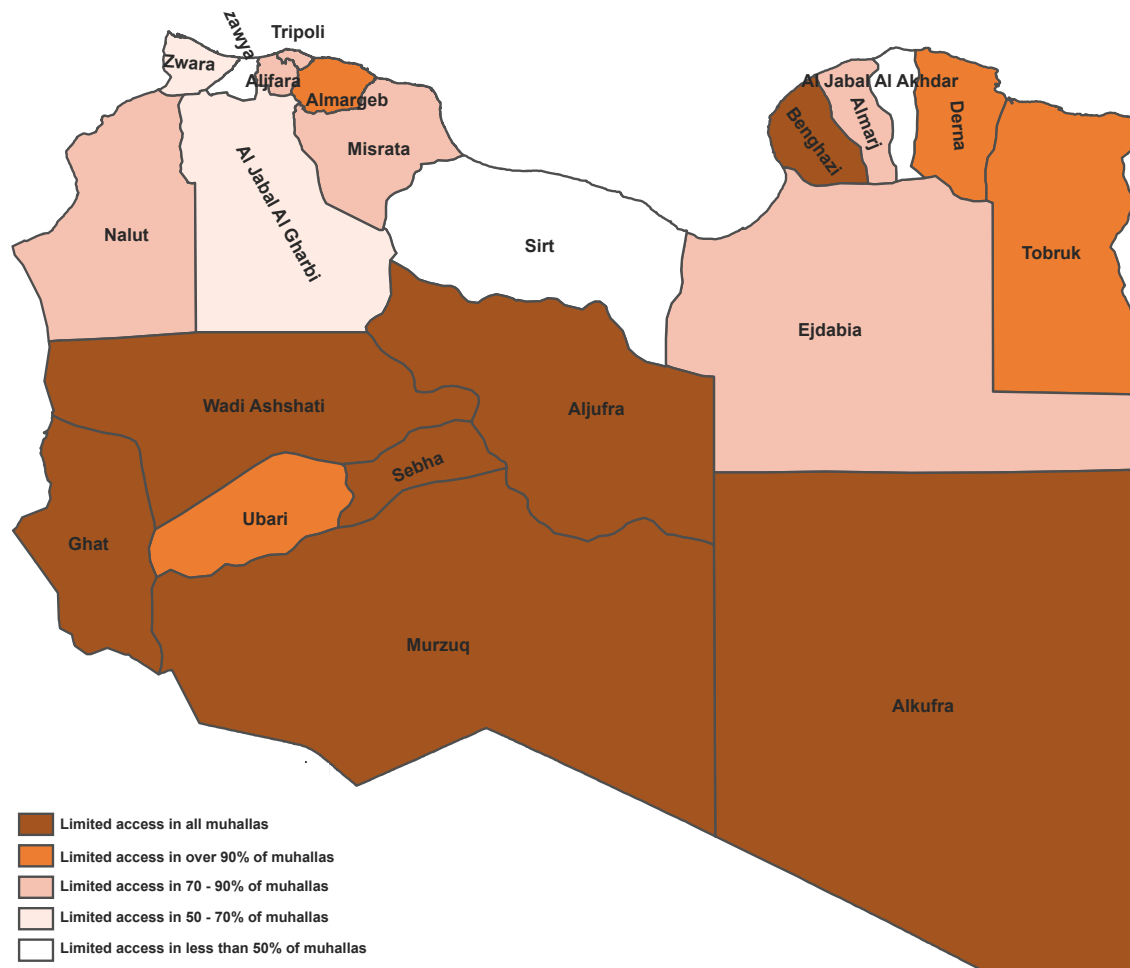 zawya
Tripoli
Zwara
Aljfara
Almargeb
Al Jabal Al Akhdar
Benghazi
Almarj
Derna
Misrata
Al Jabal Al Gharbi
Nalut
Sirt
Tobruk
Ejdabia
Wadi Ashshati
Aljufra
Sebha
Ubari
Ghat
Murzuq
Alkufra
Limited access in all muhallas
Limited access in over 90% of muhallas
Limited access in 70 - 90% of muhallas
Limited access in 50 - 70% of muhallas
Limited access in less than 50% of muhallas